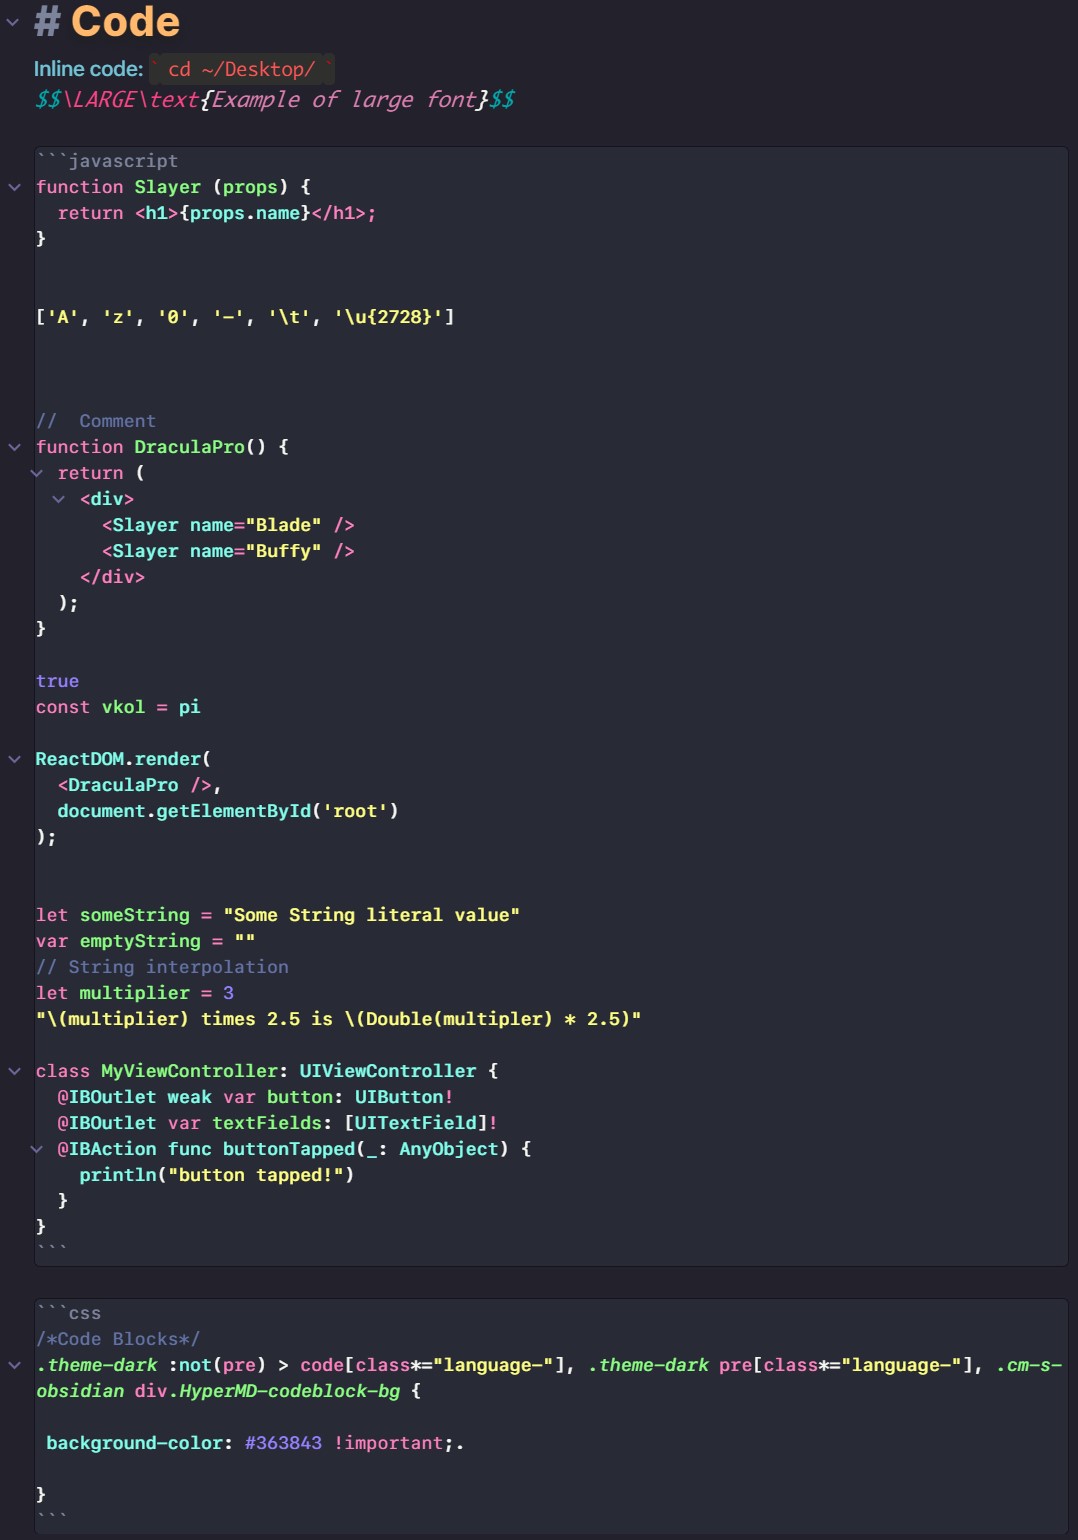 # Code
Inline code: ` cd ~/Desktop/ `
$$\LARGE\text{Example of large font}$$
```javascript
function Slayer (props) {
  return <h1>{props.name}</h1>;
}
['A', 'z', '0', '-', '\t', '\u{2728}']
//  Comment
function DraculaPro() {
  return (
    <div>
      <Slayer name="Blade" />
      <Slayer name="Buffy" />
    </div>
  );
}
true
const vkol = pi
ReactDOM.render(
  <DraculaPro />,
  document.getElementById('root')
);
let someString = "Some String literal value"
var emptyString = ""
// String interpolation
let multiplier = 3
"\(multiplier) times 2.5 is \(Double(multipler) * 2.5)"
class MyViewController: UIViewController {
  @IBOutlet weak var button: UIButton!
  @IBOutlet var textFields: [UITextField]!
  @IBAction func buttonTapped(_: AnyObject) {
    println("button tapped!")
  }
}
```
```css
/*Code Blocks*/
.theme-dark :not(pre) > code[class*="language-"], .theme-dark pre[class*="language-"], .cm-s-
obsidian div.HyperMD-codeblock-bg {
 background-color: #363843 !important;.
}
```